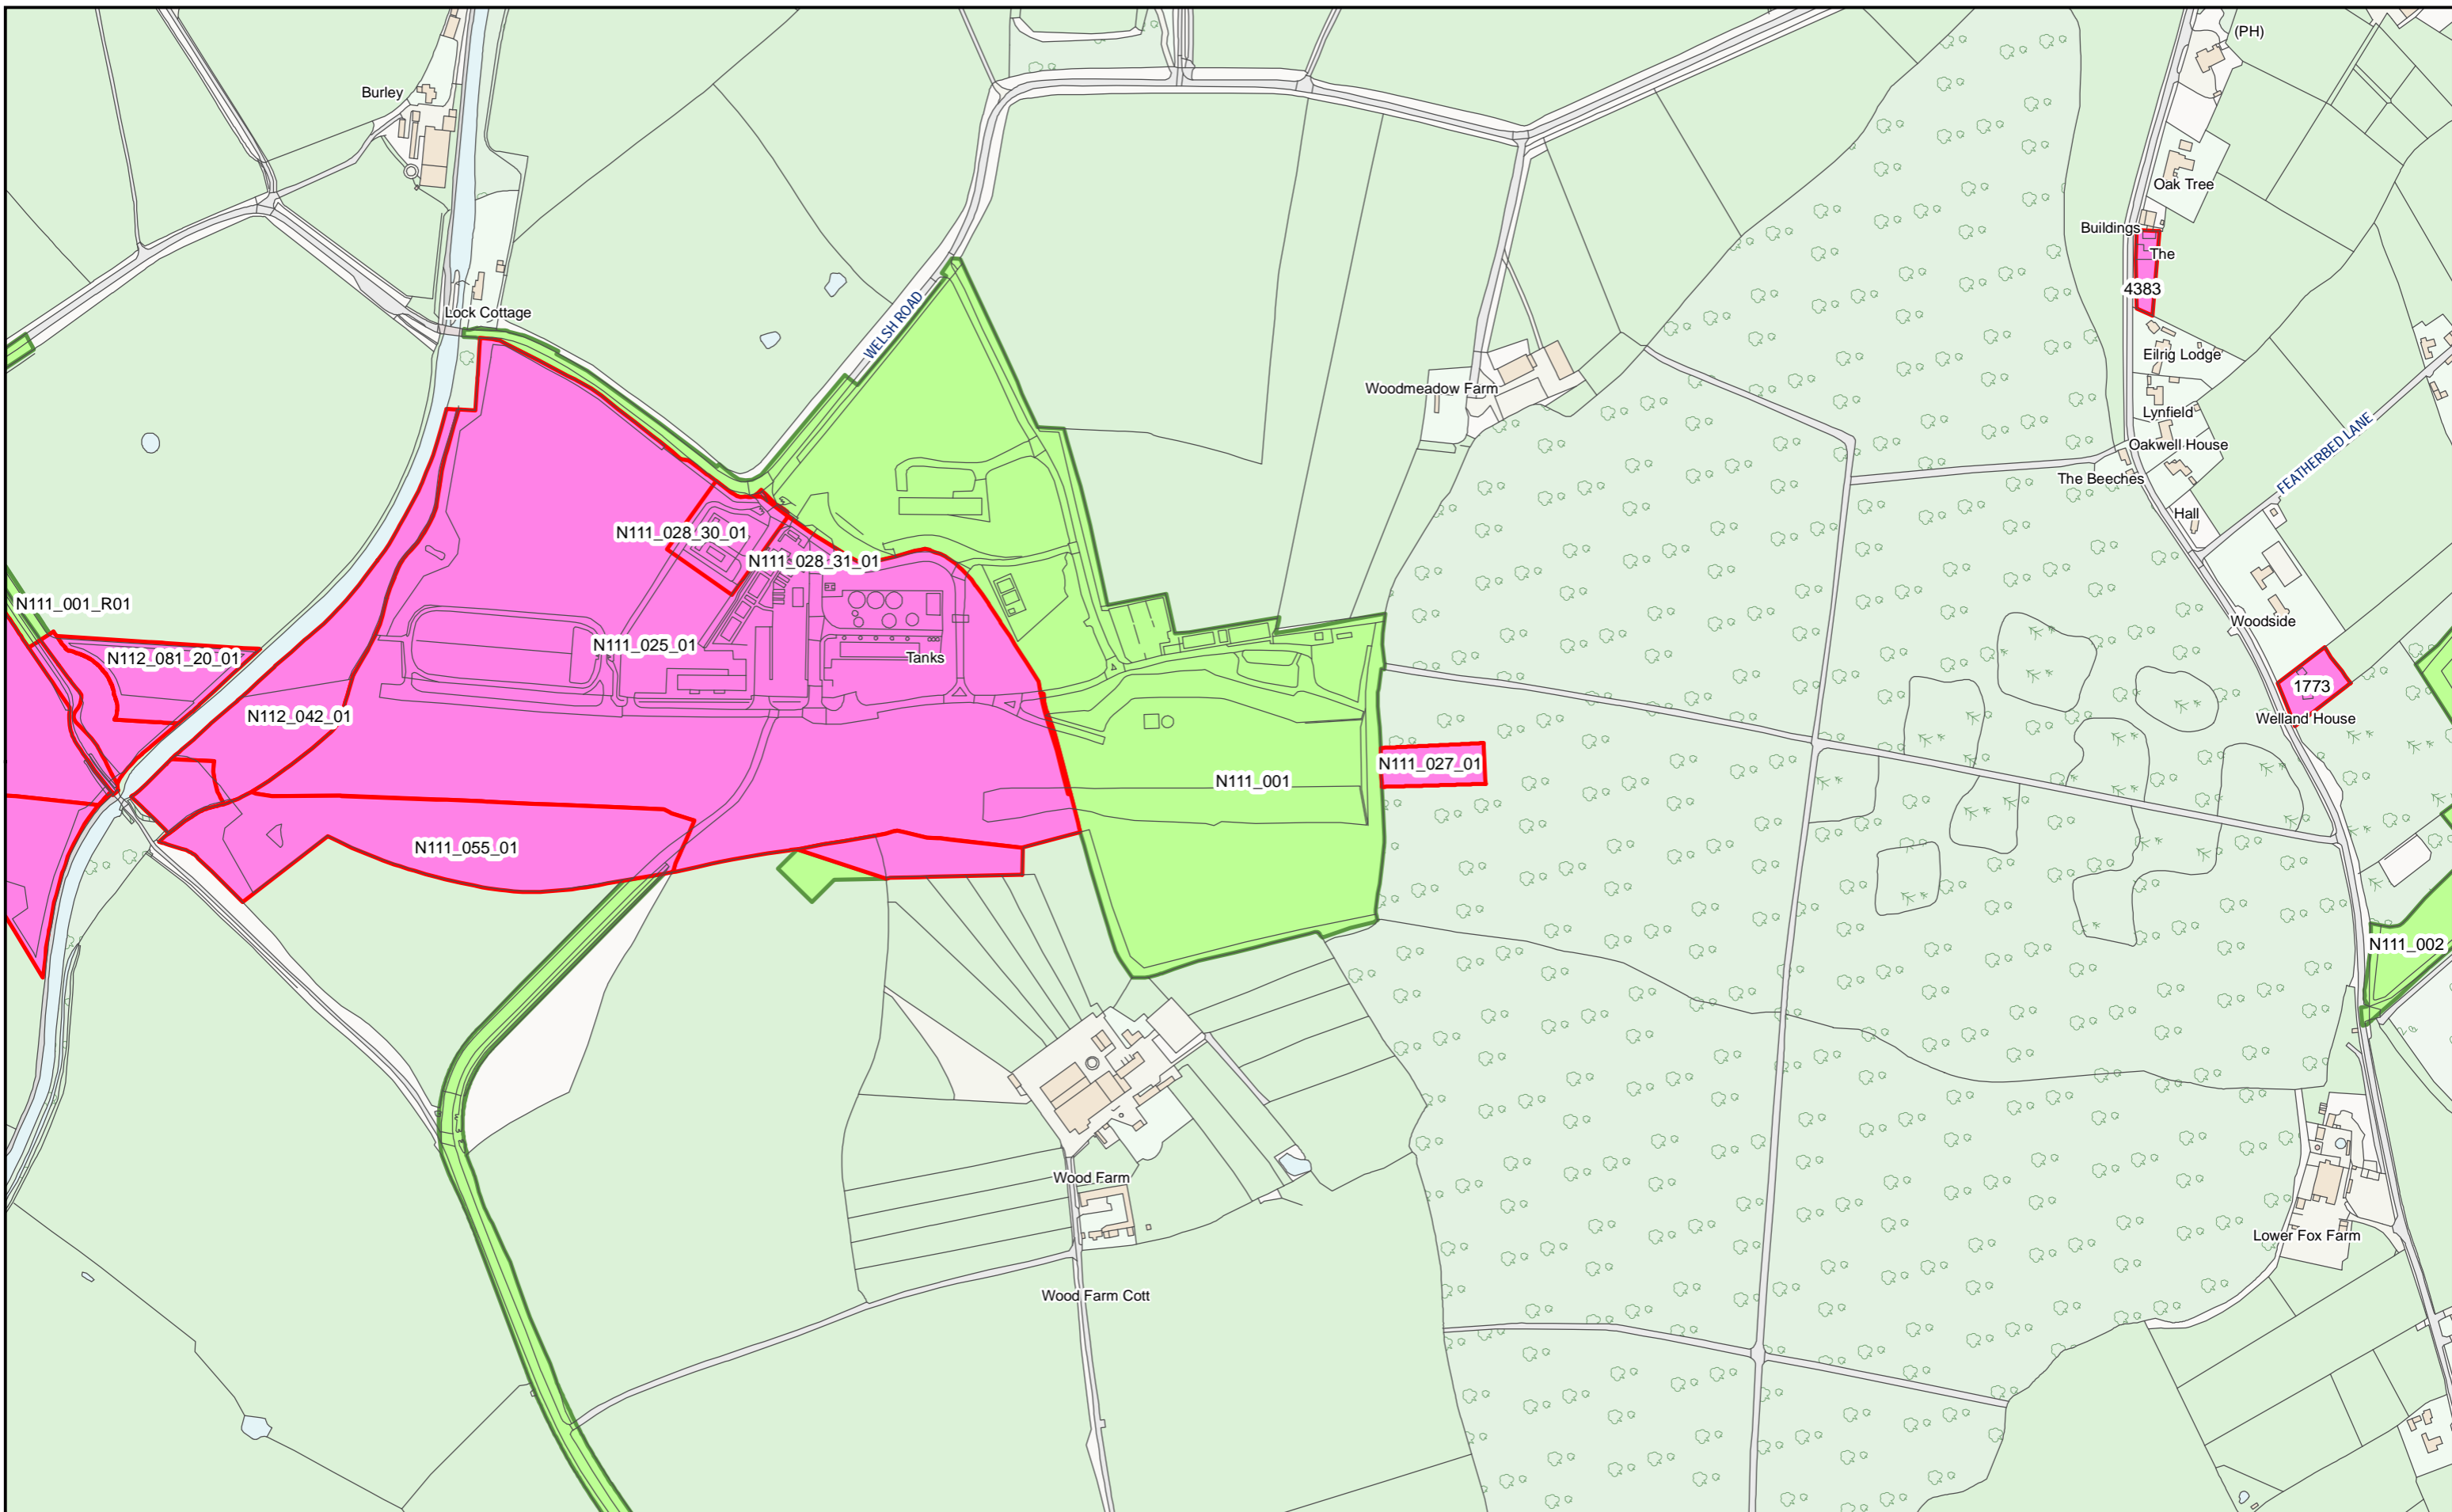 (PH)
Burley
Oak Tree
Buildings
The
4383
Lock Cottage
WELSH ROAD
Eilrig Lodge
Woodmeadow Farm
Lynfield
Oakwell House
FEATHERBED LANE
The Beeches
Hall
N111_028_30_01
N111_028_31_01
N111_001_R01
Woodside
N111_025_01
Tanks
N112_081_20_01
1773
N112_042_01
Welland House
N111_027_01
N111_001
N111_055_01
N111_002
Wood Farm
Lower Fox Farm
Wood Farm Cott